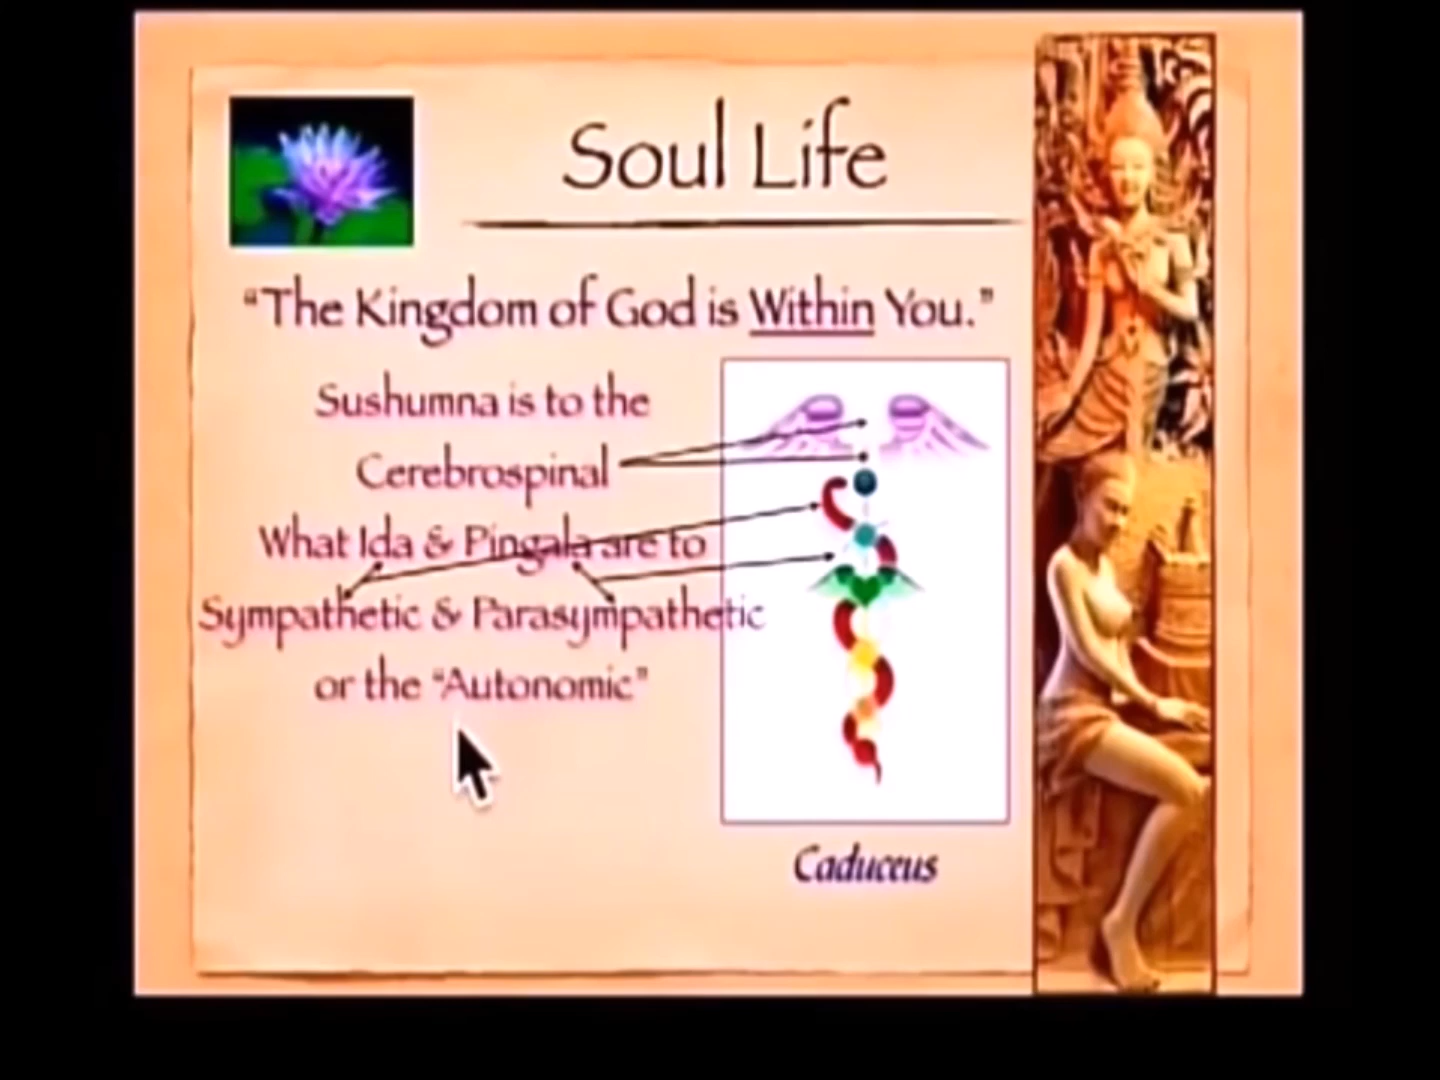 Soul Life
“The Kingdom of God is Within You.”
Sushumna is to the
Cerebrospinal
What Ida & Pingala are to
Sympathetic & Parasympathetic
or the “Autonomic”
Caduceus